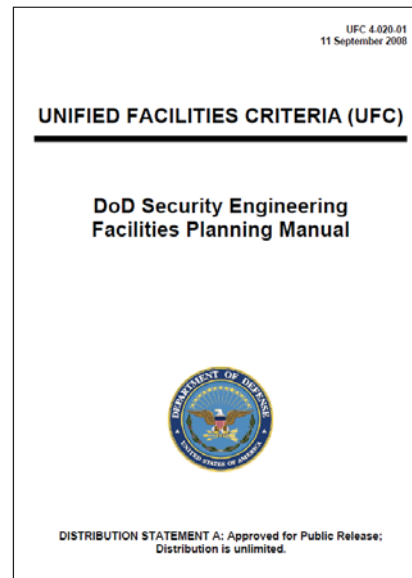 UFC 4-020-01
11 September 2008
UNIFIED FACILITIES CRITERIA (UFC)
DoD Security Engineering
Facilities Planning Manual
DEPARTMENT OF DEFENSE
UNITED STATES OF AMERICA
DISTRIBUTION STATEMENT A: Approved for Public Release;
Distribution is unlimited.